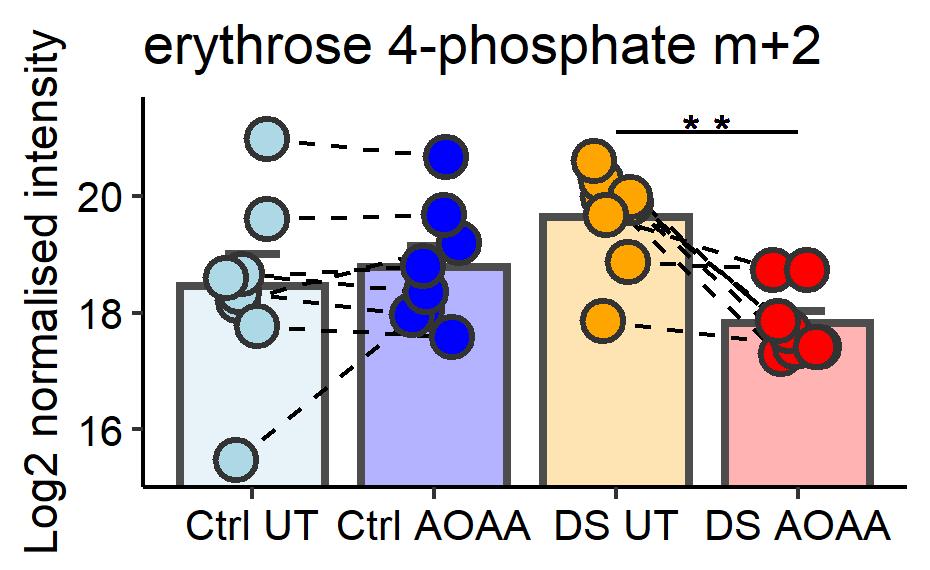 erythrose 4-phosphate m+2
Log2 normalised intensity
* *
20
18
16
Ctrl UT
Ctrl AOAA
DS UT
DS AOAA